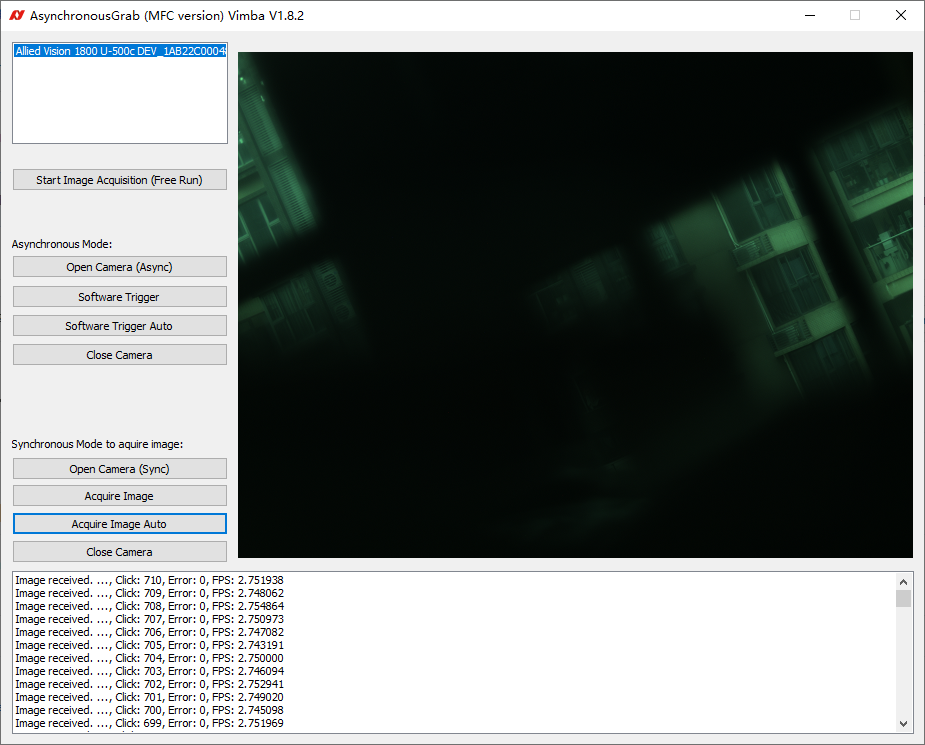 AsynchronousGrab (MFC version) Vimba V1.8.2
Allied Vision 1800 U-500c DEV_1AB22C0004
Start Image Acquisition (Free Run)
Asynchronous Mode:
Open Camera (Async)
Software Trigger
Software Trigger Auto
Close Camera
Synchronous Mode to aquire image:
Open Camera (Sync)
Acquire Image
Acquire Image Auto
Close Camera
Image received. ..., Click: 710, Error: 0, FPS: 2.751938
Image received. ..., Click: 709, Error: 0, FPS: 2.748062
Image received. ..., Click: 708, Error: 0, FPS: 2.754864
Image received. ..., Click: 707, Error: 0, FPS: 2.750973
Image received. ..., Click: 706, Error: 0, FPS: 2.747082
Image received. ..., Click: 705, Error: 0, FPS: 2.743191
Image received. ..., Click: 704, Error: 0, FPS: 2.750000
Image received. ..., Click: 703, Error: 0, FPS: 2.746094
Image received. ..., Click: 702, Error: 0, FPS: 2.752941
Image received. ..., Click: 701, Error: 0, FPS: 2.749020
Image received. ..., Click: 700, Error: 0, FPS: 2.745098
Image received. ..., Click: 699, Error: 0, FPS: 2.751969